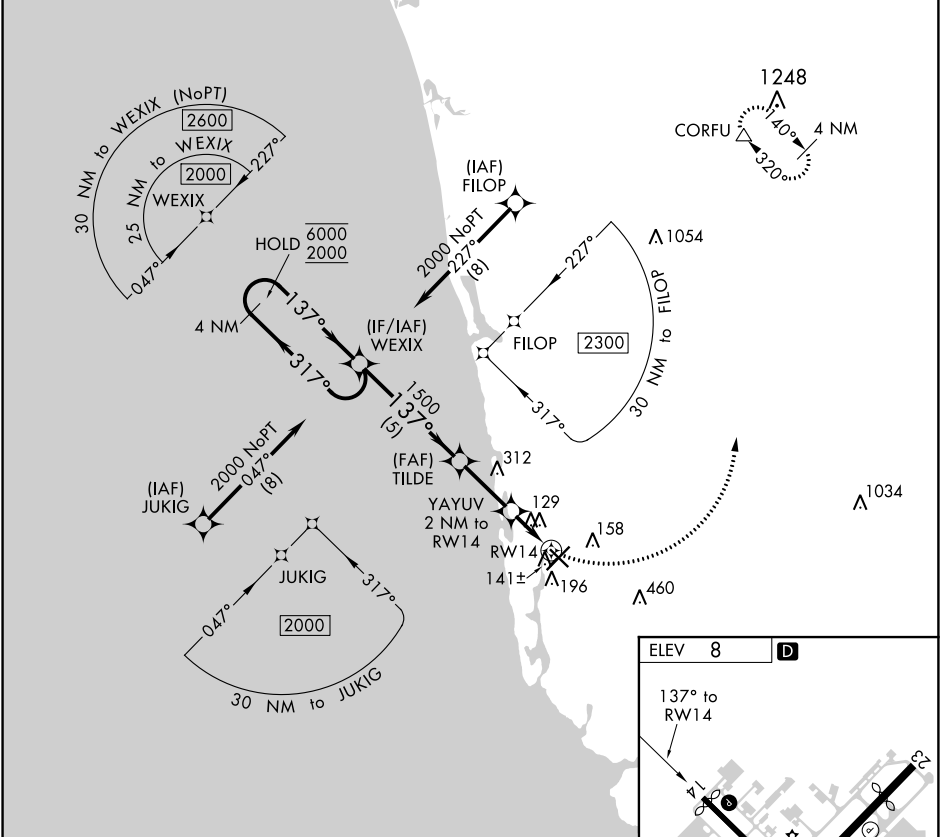 30 NM to WEXIX (NoPT)
2600
25 NM to WEXIX
2000
227°
WEXIX
047°
1248
CORFU
140°
4 NM
320°
(IAF)
FILOP
2000 NoPT
227°
(8)
HOLD
6000
2000
4 NM
137°
317°
(IF/IAF)
WEXIX
1054
227°
FILOP
2300
317°
30 NM to FILOP
1500
137°
(5)
2000 NoPT
047°
(8)
(IAF)
JUKIG
(FAF)
TILDE
312
YAYUV
2 NM to
RW14
129
158
RW14
141±
196
460
1034
JUKIG
047°
317°
2000
30 NM to JUKIG
ELEV 8
D
137° to
RW14
14
P
23
P